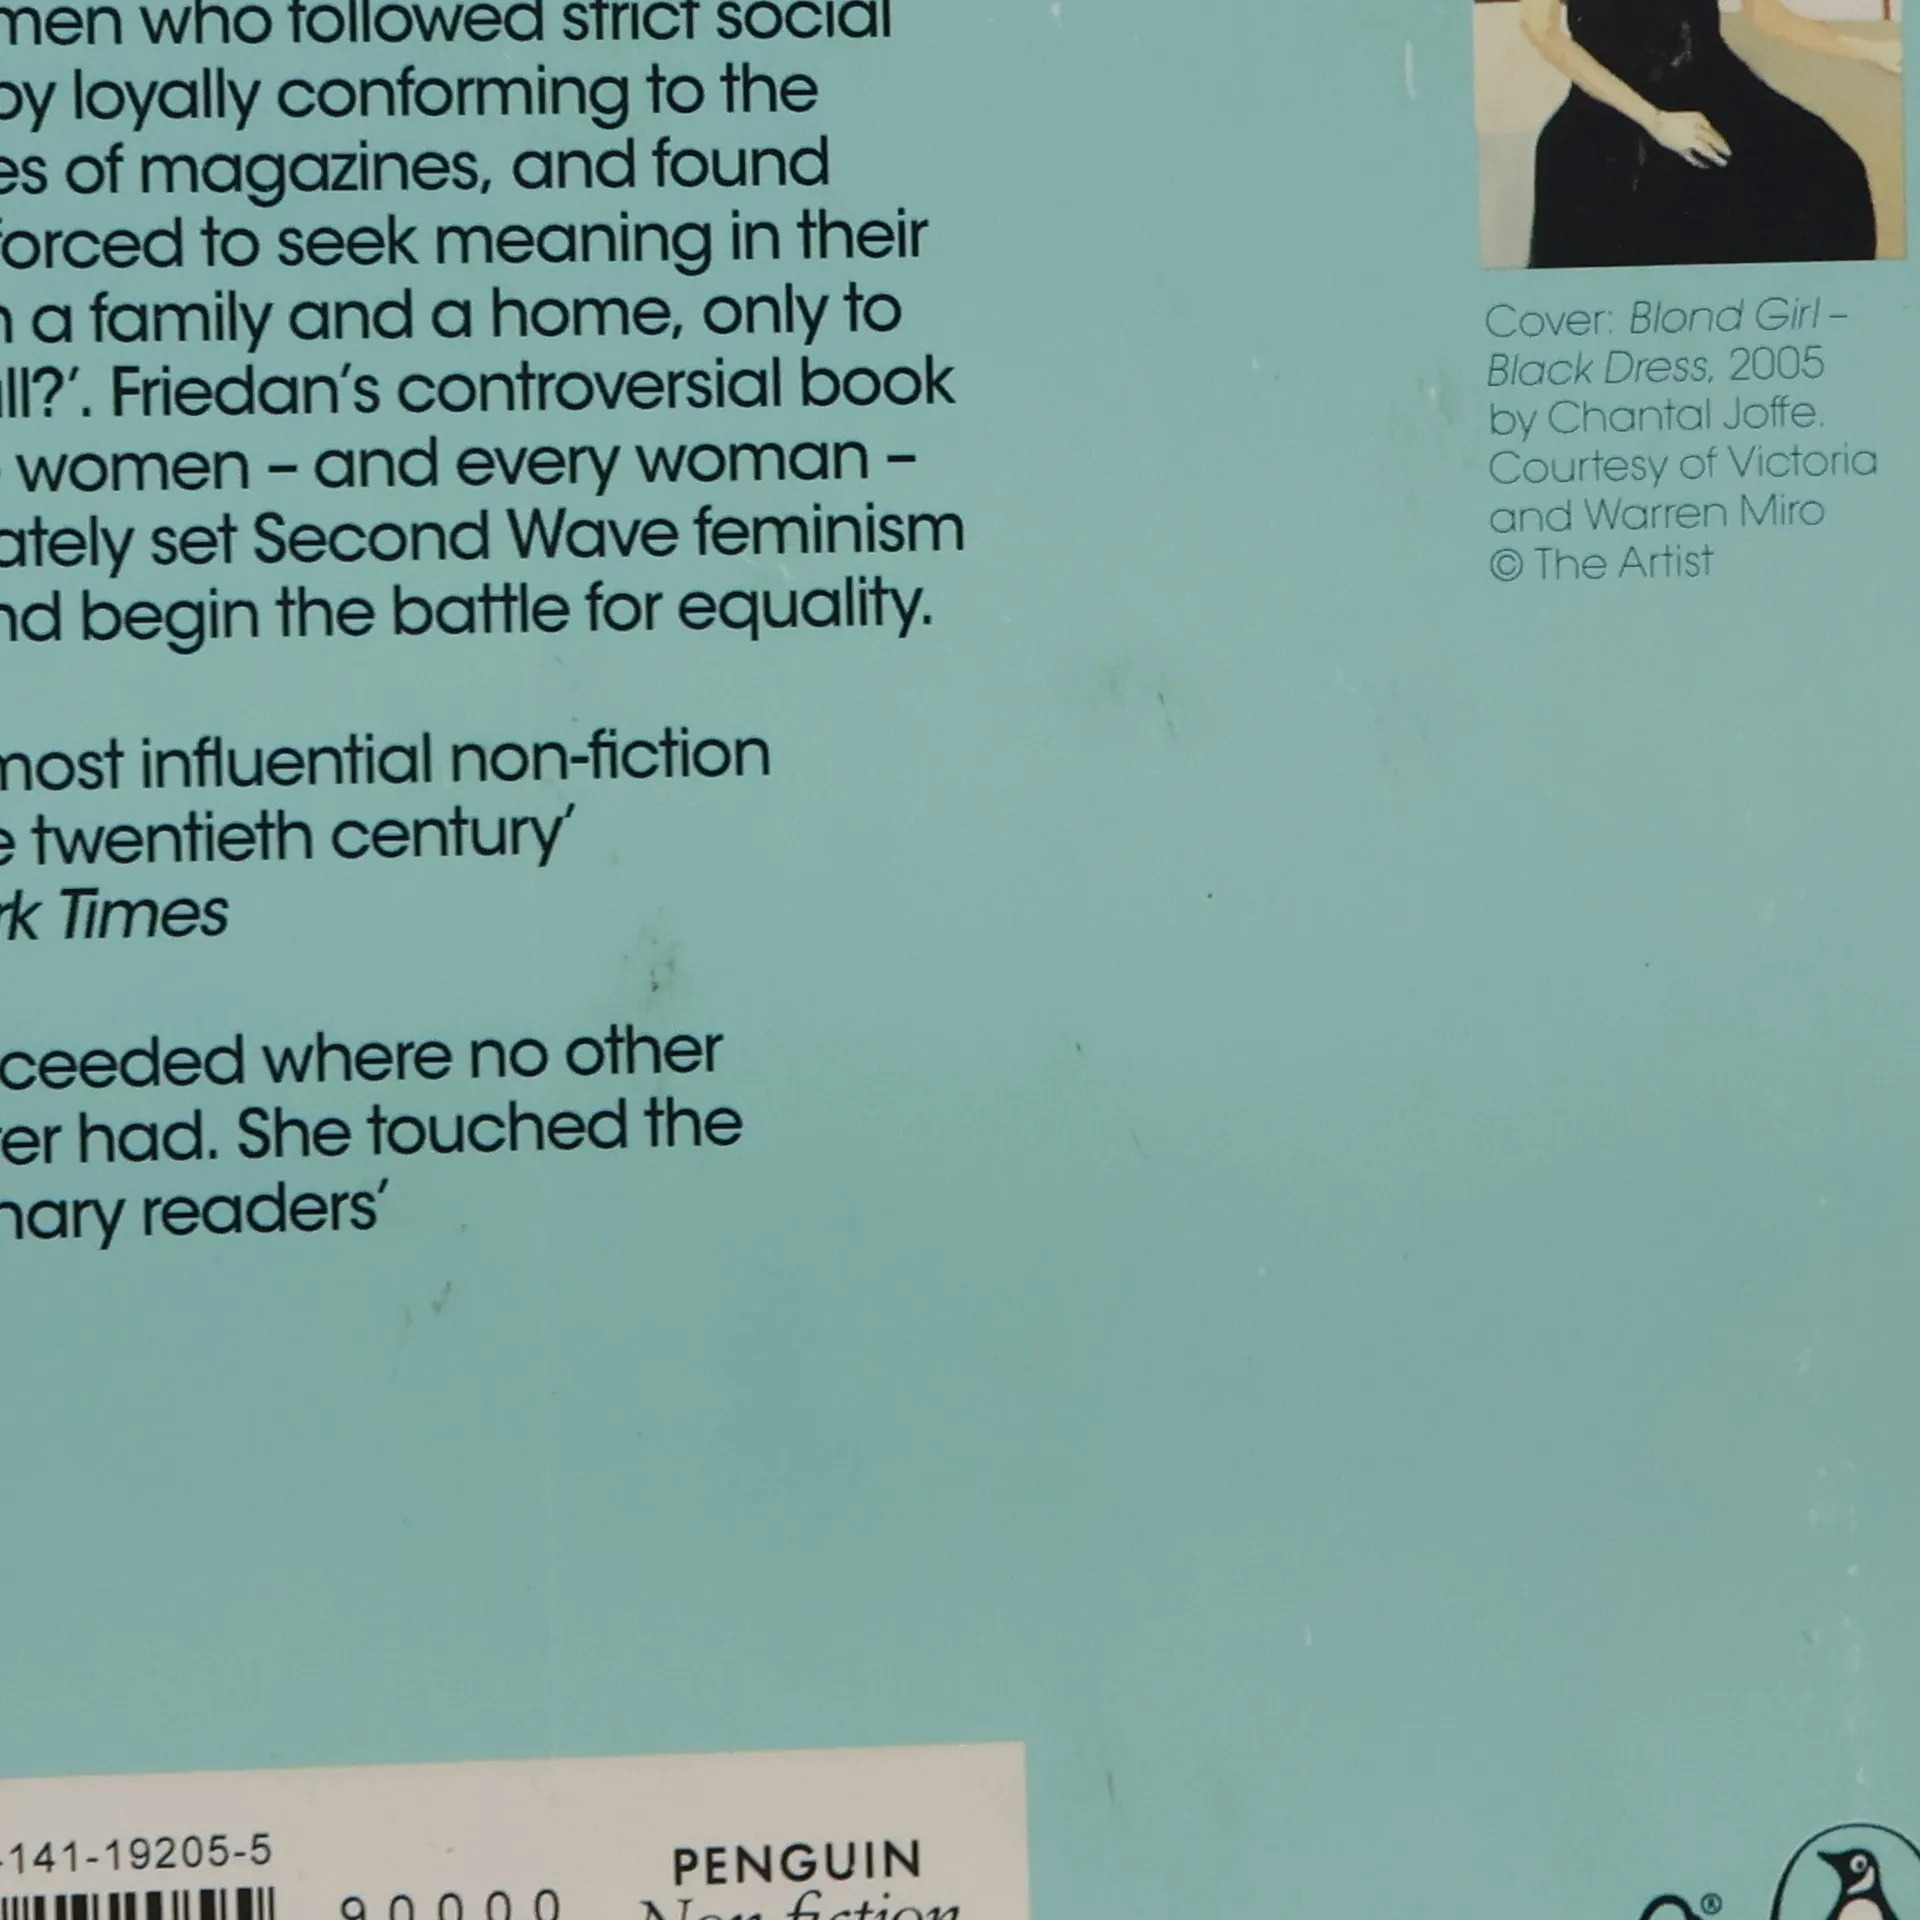 men who followed strict social
by loyally conforming to the
es of magazines, and found
forced to seek meaning in their
n a family and a home, only to
all?'. Friedan's controversial book
women – and every woman –
ately set Second Wave feminism
nd begin the battle for equality.
most influential non-fiction
e twentieth century'
rk Times
ceeded where no other
er had. She touched the
nary readers'
Cover: Blond Girl –
Black Dress, 2005
by Chantal Joffe.
Courtesy of Victoria
and Warren Miro
© The Artist
-141-19205-5
90000
PENGUIN
Non-fiction
®